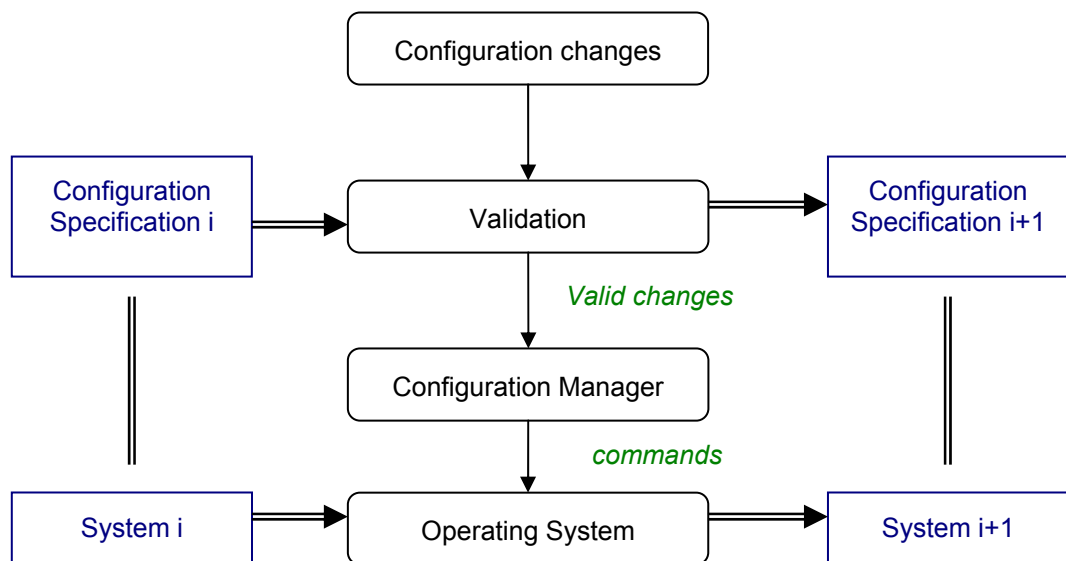 Configuration changes
Configuration
Specification i
Validation
Configuration
Specification i+1
Valid changes
Configuration Manager
commands
System i
Operating System
System i+1